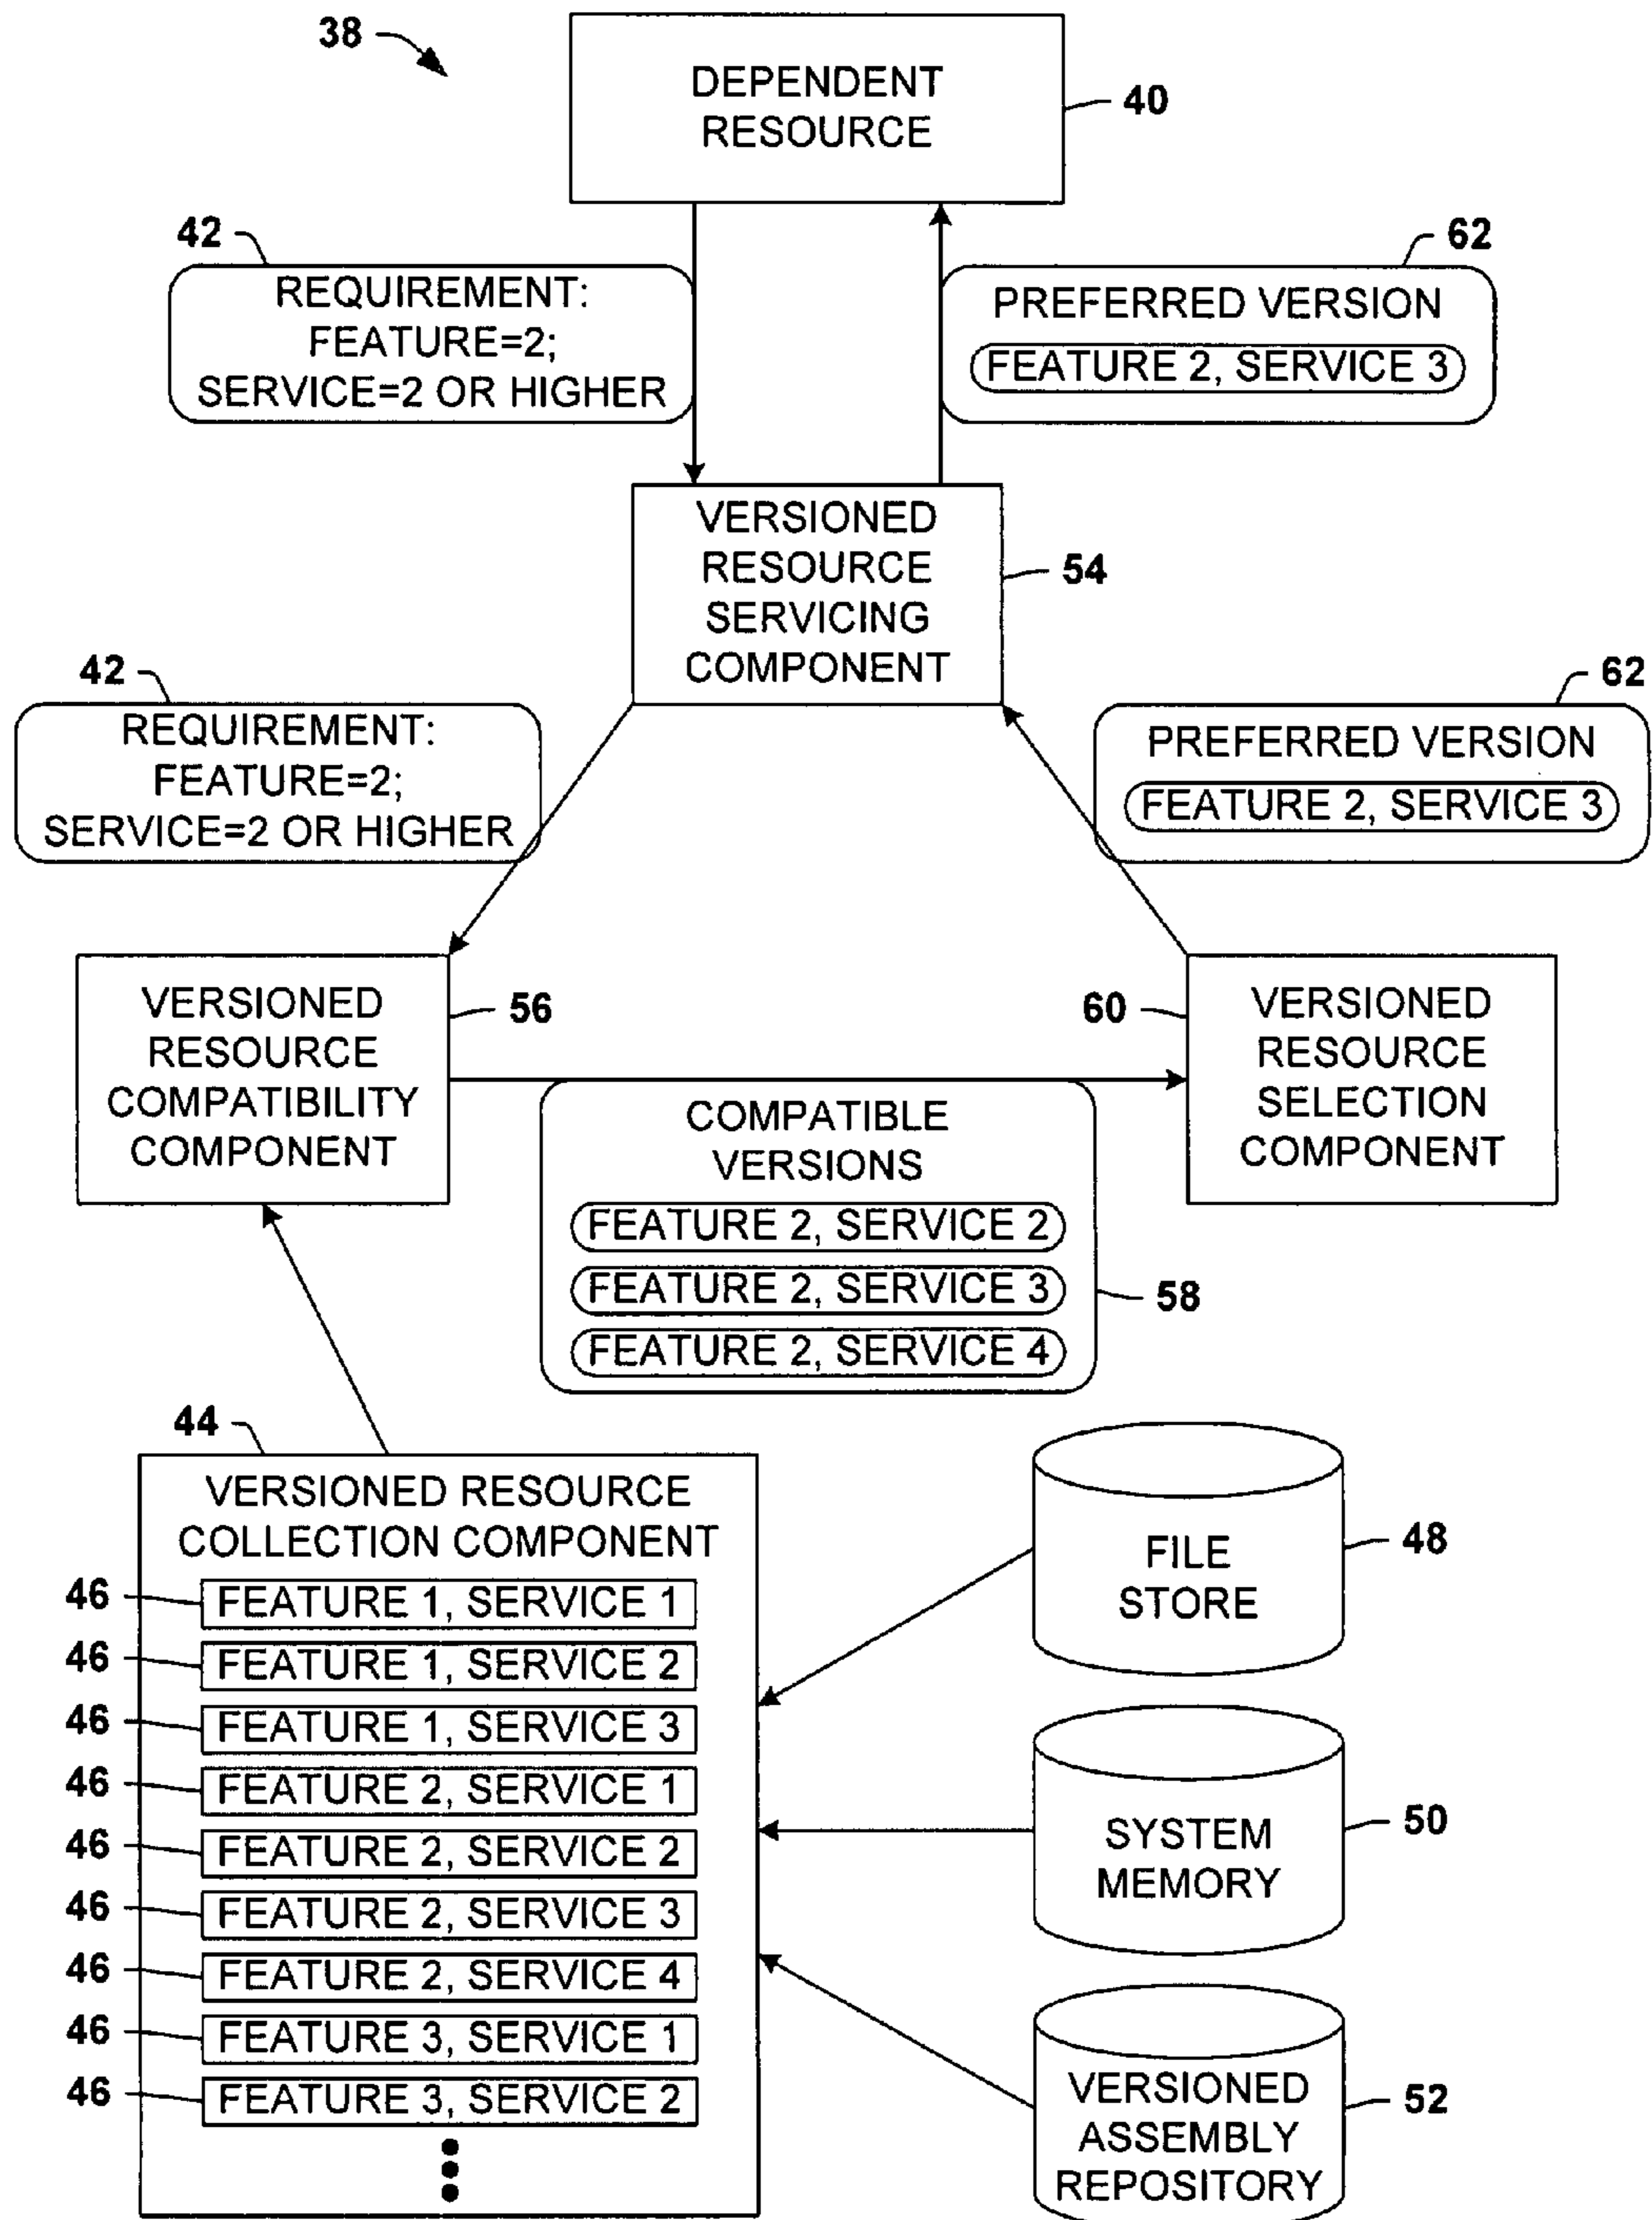 38
DEPENDENT
RESOURCE
40
42
REQUIREMENT:
FEATURE=2;
SERVICE=2 OR HIGHER
62
PREFERRED VERSION
FEATURE 2, SERVICE 3
VERSIONED
RESOURCE
SERVICING
COMPONENT
54
42
REQUIREMENT:
FEATURE=2;
SERVICE=2 OR HIGHER
62
PREFERRED VERSION
FEATURE 2, SERVICE 3
VERSIONED
RESOURCE
COMPATIBILITY
COMPONENT
56
60
VERSIONED
RESOURCE
SELECTION
COMPONENT
COMPATIBLE
VERSIONS
FEATURE 2, SERVICE 2
FEATURE 2, SERVICE 3
FEATURE 2, SERVICE 4
58
44
VERSIONED RESOURCE
COLLECTION COMPONENT
46 FEATURE 1, SERVICE 1
46 FEATURE 1, SERVICE 2
46 FEATURE 1, SERVICE 3
46 FEATURE 2, SERVICE 1
46 FEATURE 2, SERVICE 2
46 FEATURE 2, SERVICE 3
46 FEATURE 2, SERVICE 4
46 FEATURE 3, SERVICE 1
46 FEATURE 3, SERVICE 2
FILE
STORE
48
SYSTEM
MEMORY
50
VERSIONED
ASSEMBLY
REPOSITORY
52